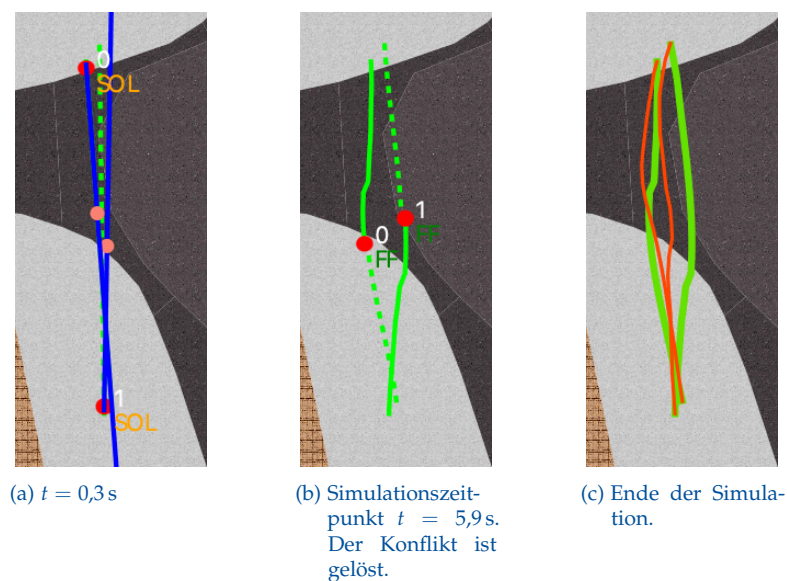 0
SOL
1
SOL
1
FF
0
FF
(a) t = 0,3 s
(b) Simulationszeit-
punkt t = 5,9 s.
Der Konflikt ist
gelöst.
(c) Ende der Simula-
tion.